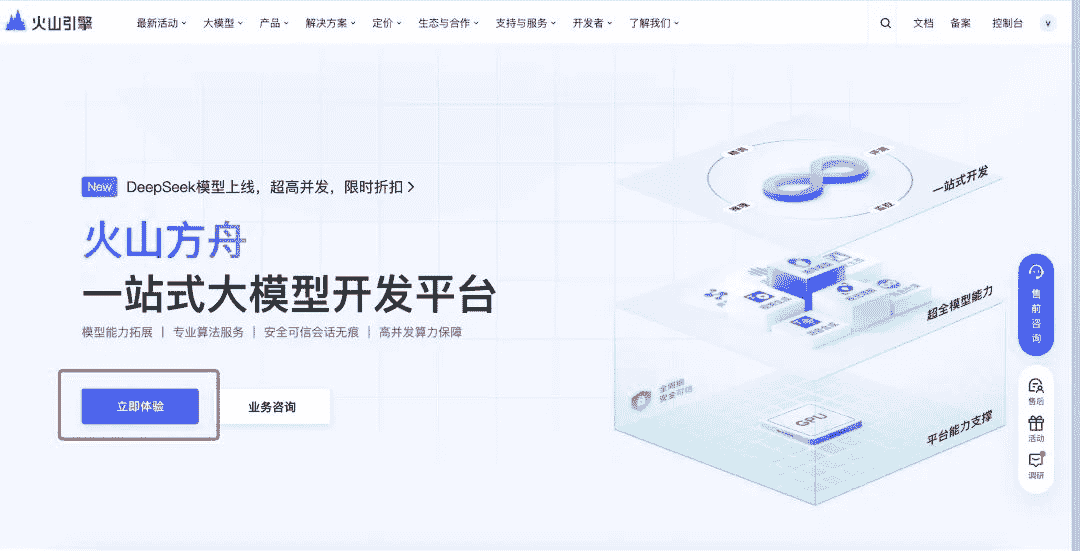 火山引擎
最新活动
大模型
产品
解决方案
定价
生态与合作
支持与服务
开发者
了解我们
文档
备案
控制台
v
New DeepSeek模型上线，超高并发，限时折扣
火山方舟
一站式大模型开发平台
模型能力拓展 | 专业算法服务 | 安全可信会话无痕 | 高并发算力保障
立即体验
业务咨询
一站式开发
超全模型能力
全周期
安全可信
GPU
平台能力支撑
售前咨询
售后
活动
调研